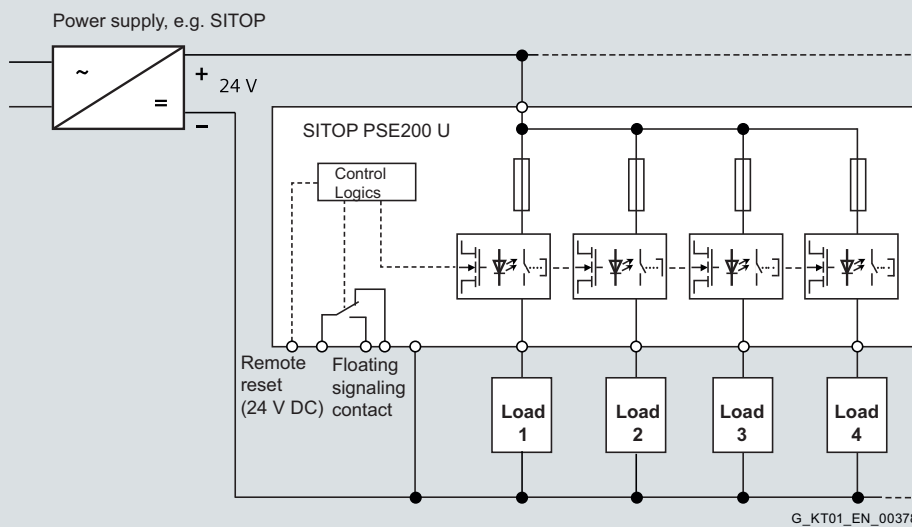 Power supply, e.g. SITOP
~
+
24 V
=
–
SITOP PSE200 U
Control
Logics
Remote
reset
(24 V DC)
Floating
signaling
contact
Load
1
Load
2
Load
3
Load
4
G_KT01_EN_00378